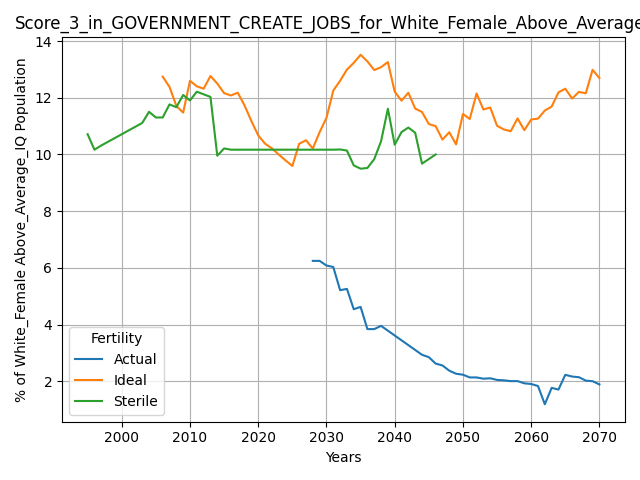 Score_3_in_GOVERNMENT_CREATE_JOBS_for_White_Female_Above_Average
% of White_Female Above_Average_IQ Population
14
12
10
8
6
4
2
Fertility
Actual
Ideal
Sterile
2000 2010 2020 2030 2040 2050 2060 2070
Years